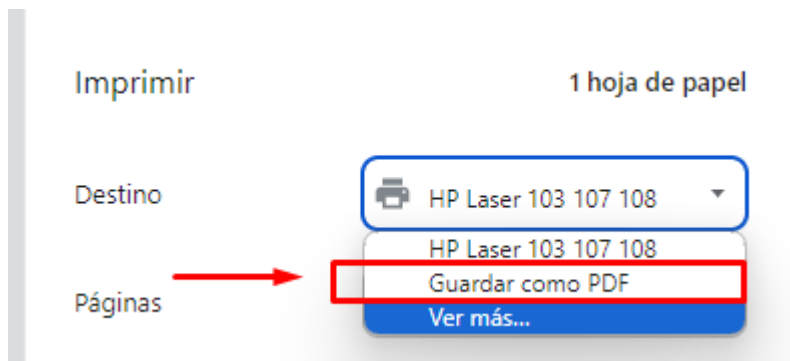 Imprimir 1 hoja de papel
Destino HP Laser 103 107 108
HP Laser 103 107 108
Guardar como PDF
Páginas
Ver más...